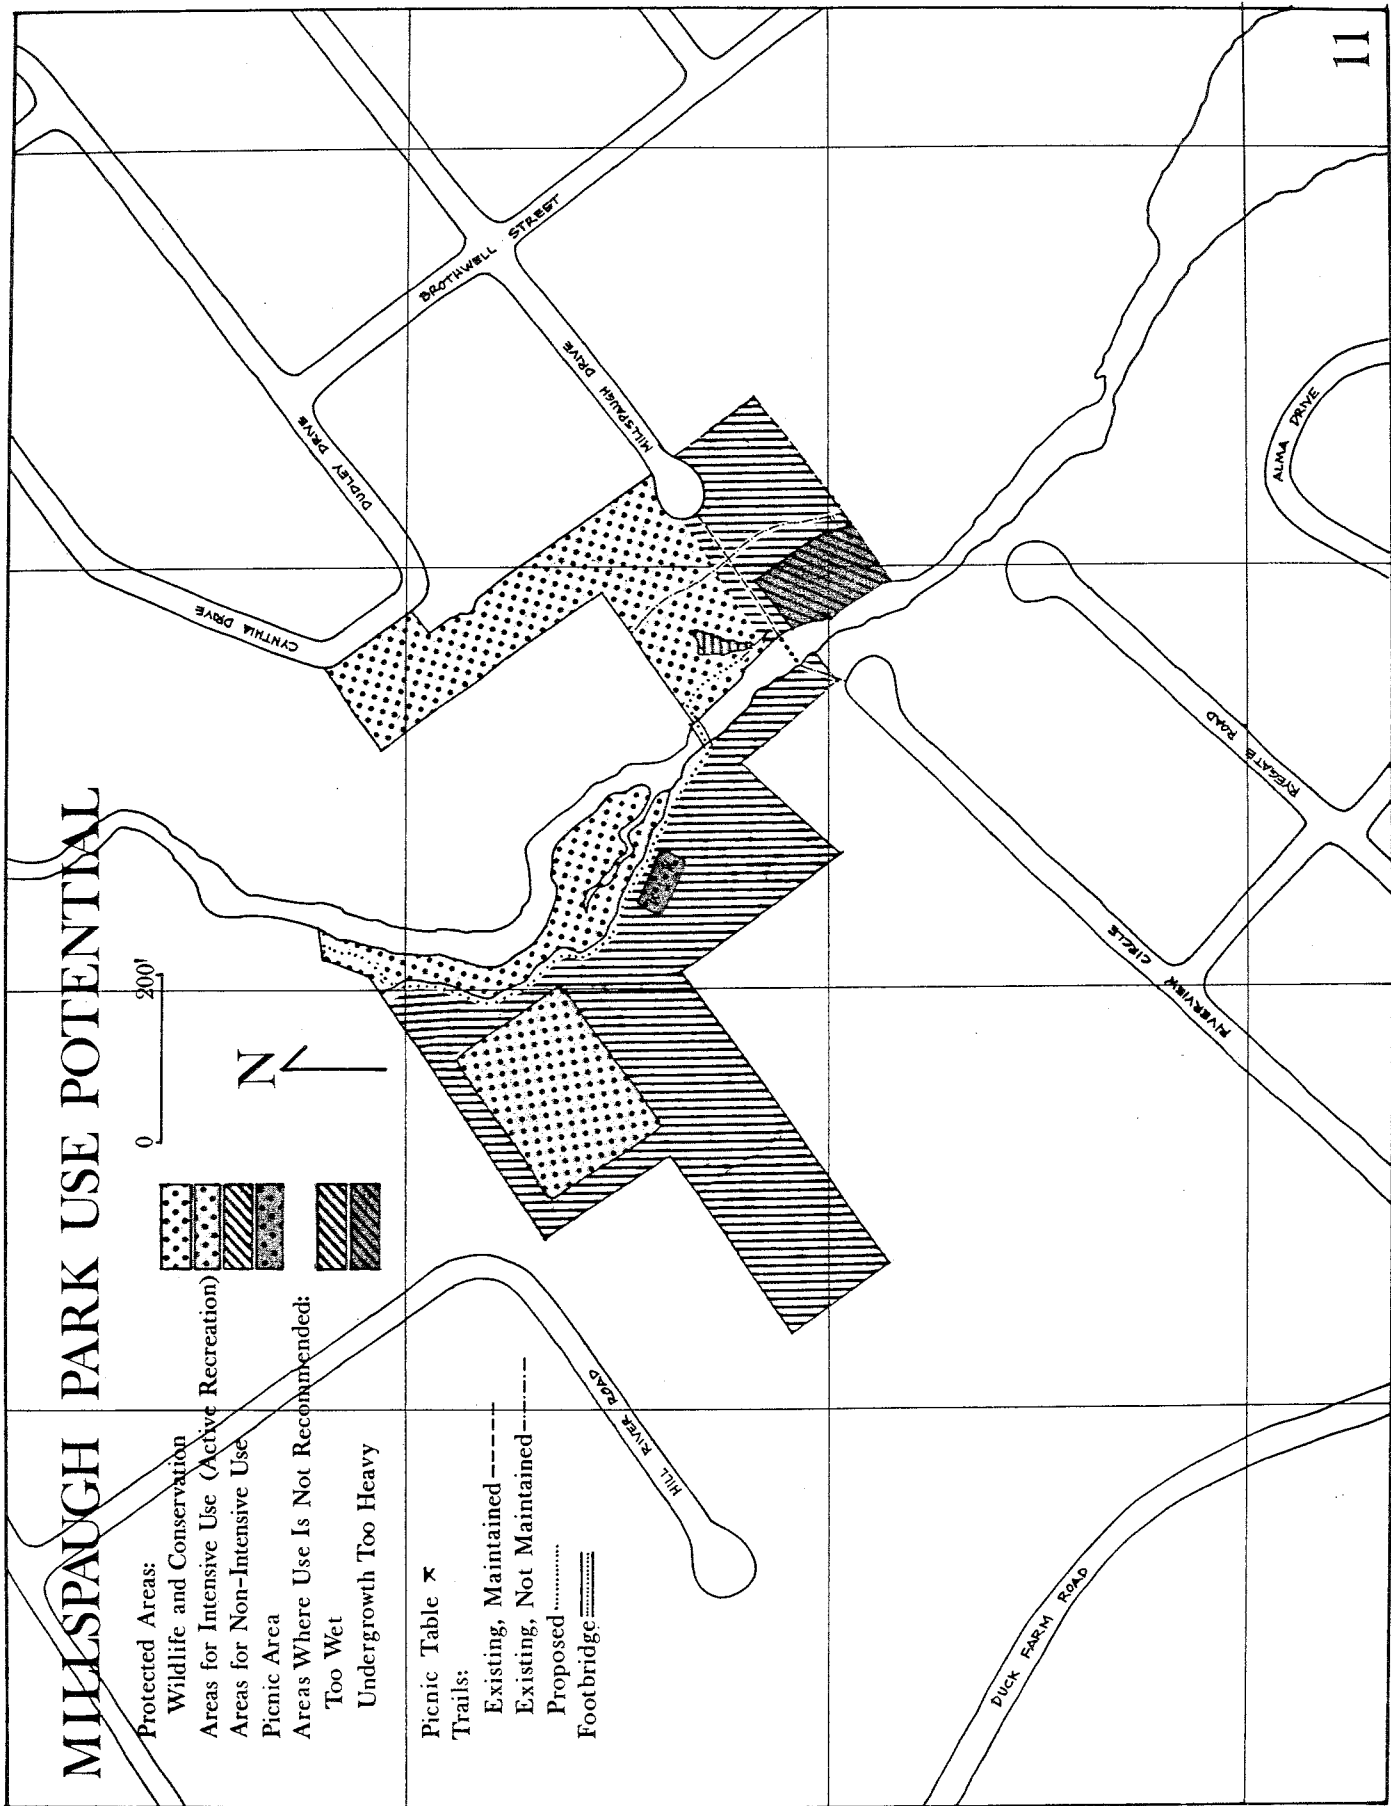 MILLSPAUGH PARK USE POTENTIAL
0 200'
N
Protected Areas:
Wildlife and Conservation
Areas for Intensive Use (Active Recreation)
Areas for Non-Intensive Use
Picnic Area
Areas Where Use Is Not Recommended:
Too Wet
Undergrowth Too Heavy
Picnic Table
Trails:
Existing, Maintained
Existing, Not Maintained
Proposed
Footbridge
CYNTHIA DRIVE
DUDLEY DRIVE
BROTHWELL STREET
MILLSPAUGH DRIVE
HILL RIVER ROAD
DUCK FARM ROAD
RIVERVIEW CIRCLE
RYEGATE ROAD
ALMA DRIVE
11